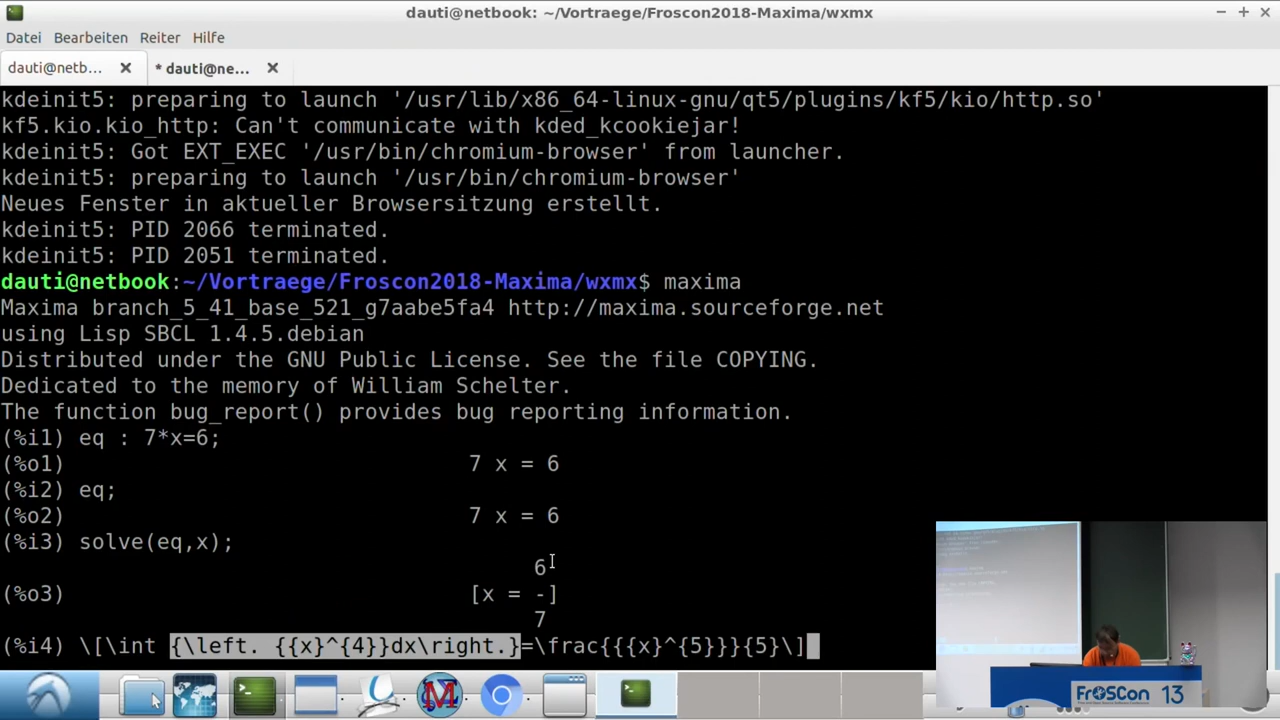 dauti@netbook: ~/Vortraege/Froscon2018-Maxima/wxmx
Datei Bearbeiten Reiter Hilfe
dauti@netb... * dauti@ne...
kdeinit5: preparing to launch '/usr/lib/x86_64-linux-gnu/qt5/plugins/kf5/kio/http.so'
kf5.kio.kio_http: Can't communicate with kded_kcookiejar!
kdeinit5: Got EXT_EXEC '/usr/bin/chromium-browser' from launcher.
kdeinit5: preparing to launch '/usr/bin/chromium-browser'
Neues Fenster in aktueller Browsersitzung erstellt.
kdeinit5: PID 2066 terminated.
kdeinit5: PID 2051 terminated.
dauti@netbook:~/Vortraege/Froscon2018-Maxima/wxmx$ maxima
Maxima branch_5_41_base_521_g7aabe5fa4 http://maxima.sourceforge.net
using Lisp SBCL 1.4.5.debian
Distributed under the GNU Public License. See the file COPYING.
Dedicated to the memory of William Schelter.
The function bug_report() provides bug reporting information.
(%i1) eq : 7*x=6;
(%o1) 7 x = 6
(%i2) eq;
(%o2) 7 x = 6
(%i3) solve(eq,x);
6
(%o3) [x = -]
7
(%i4) \[\int {\left. {{x}^{4}}dx\right.}=\frac{{{x}^{5}}}{5}\]
FrOSCon 13